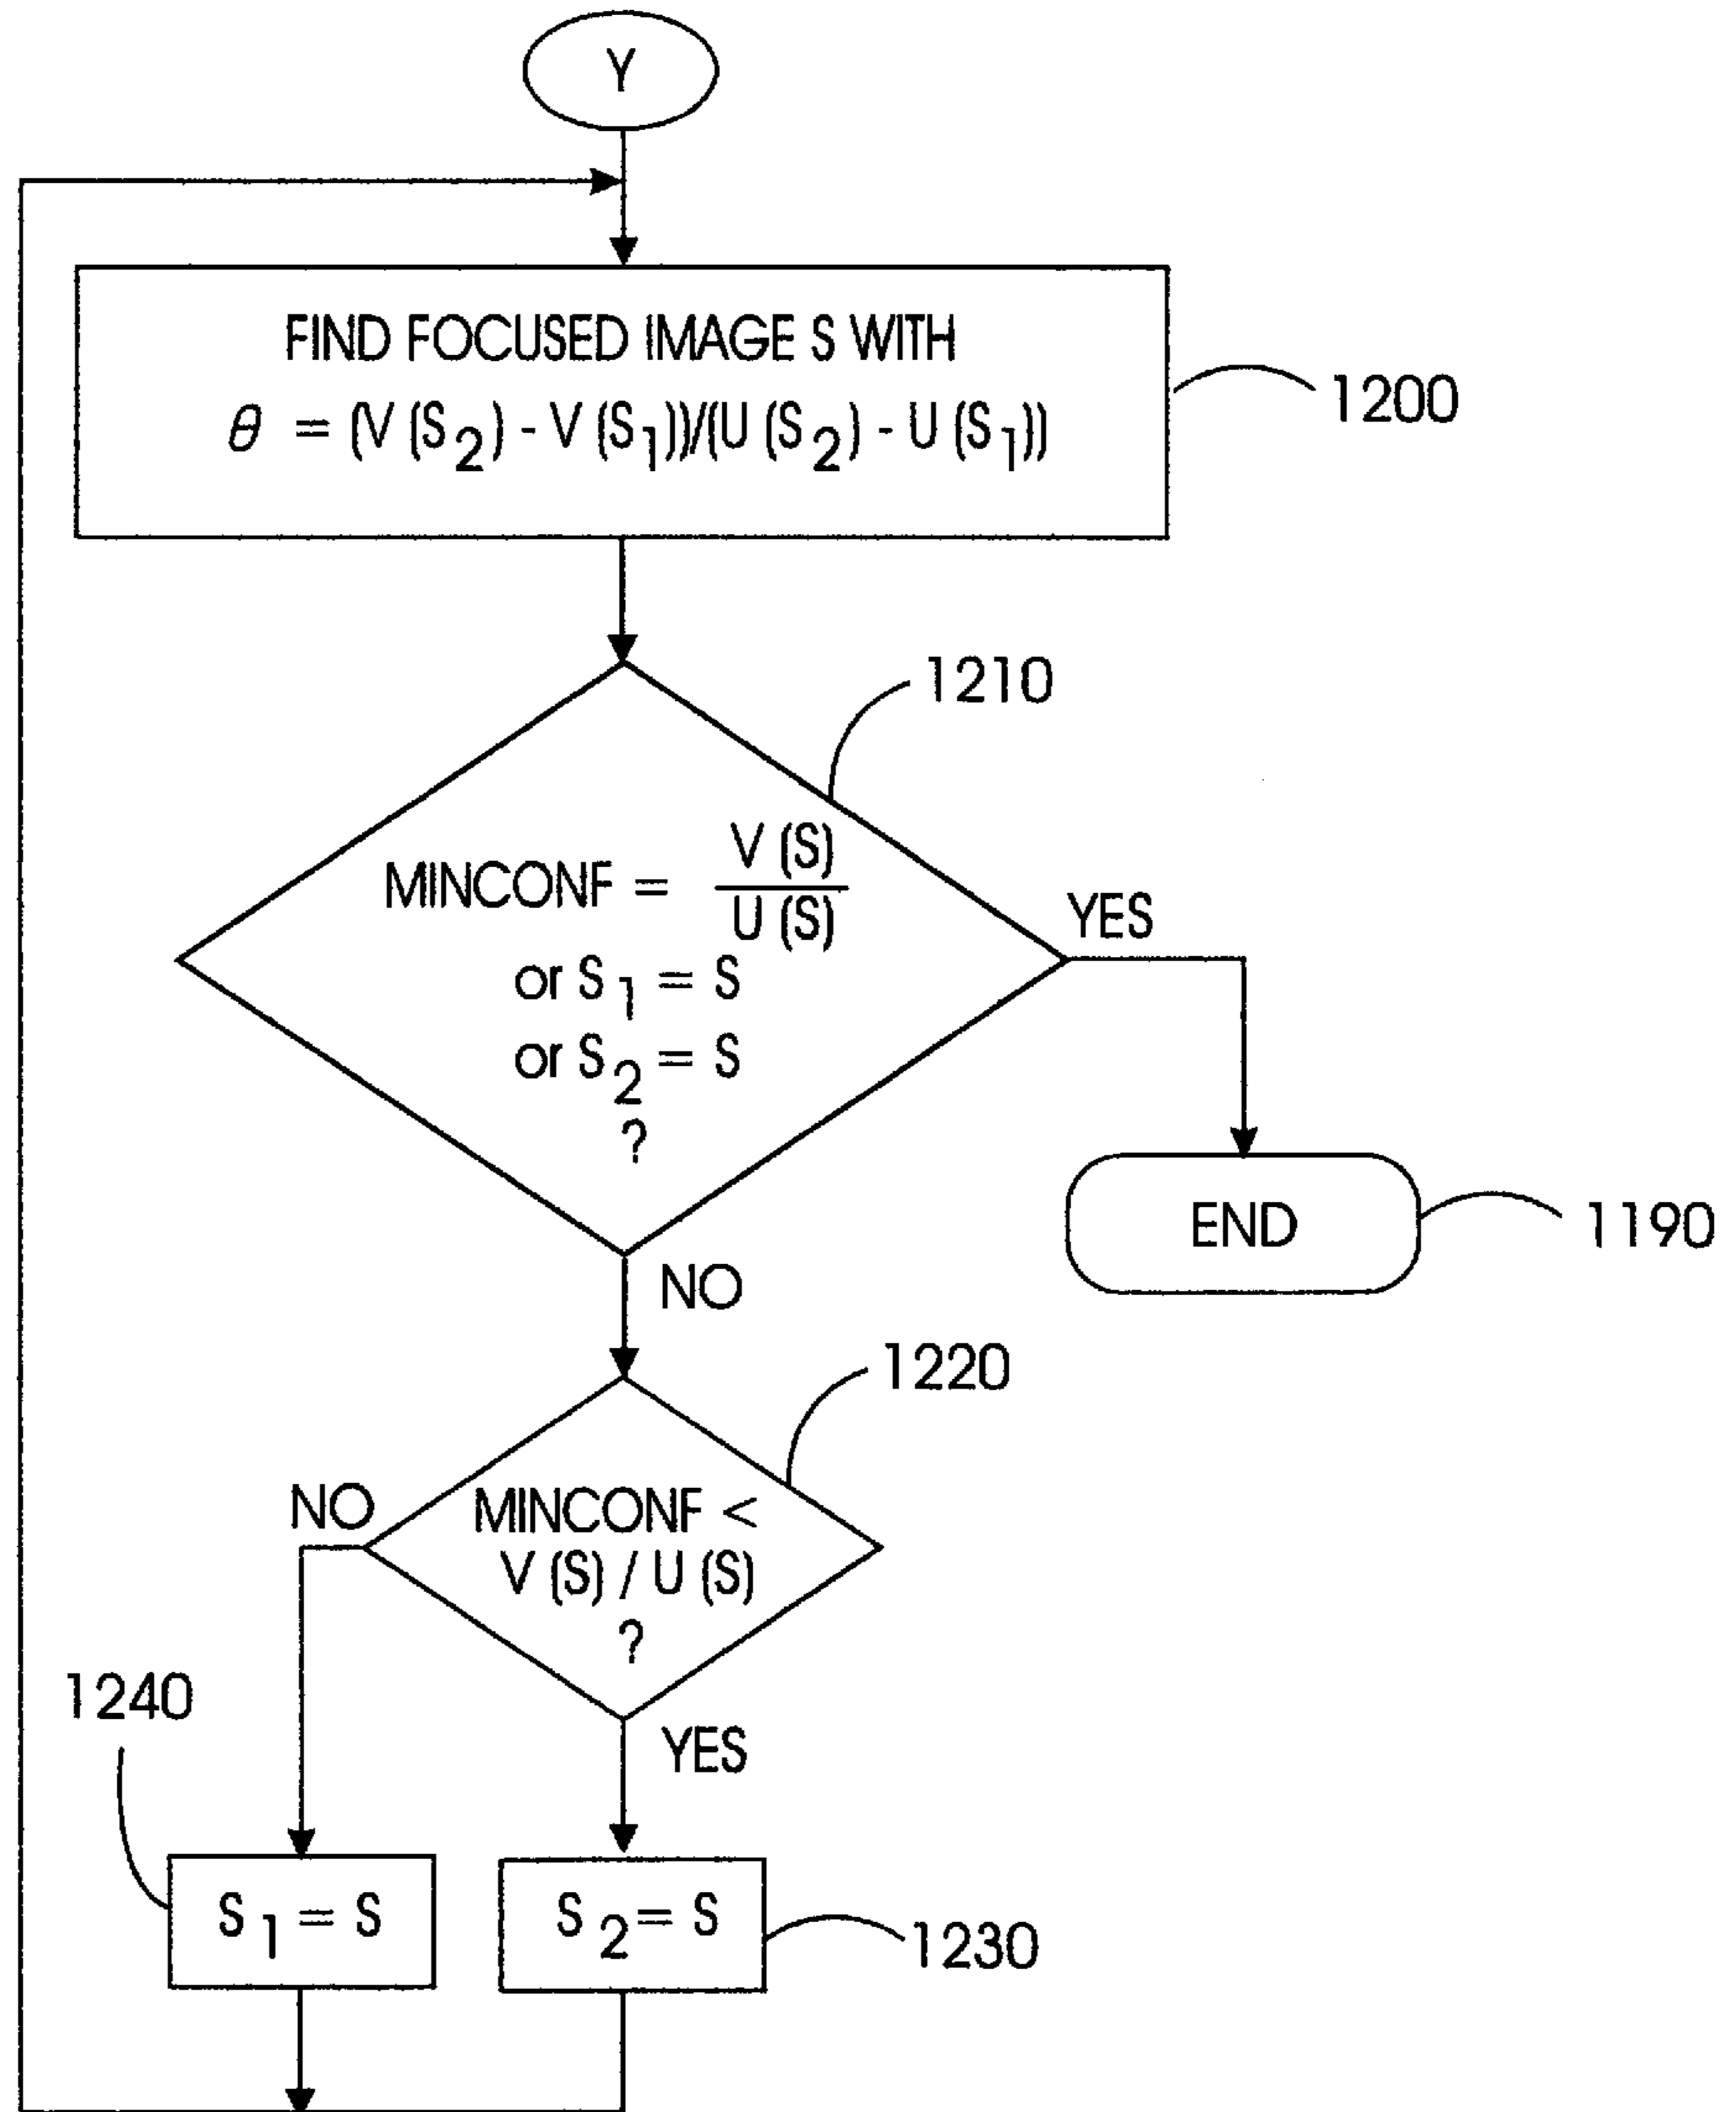 Y
FIND FOCUSED IMAGE S WITH
θ = (V (S2) - V (S1))/(U (S2) - U (S1))
1200
1210
MINCONF = V (S)
U (S)
or S1 = S
or S2 = S
?
YES
END
1190
NO
1220
NO
MINCONF <
V (S) / U (S)
?
1240
YES
S1 = S
S2 = S
1230